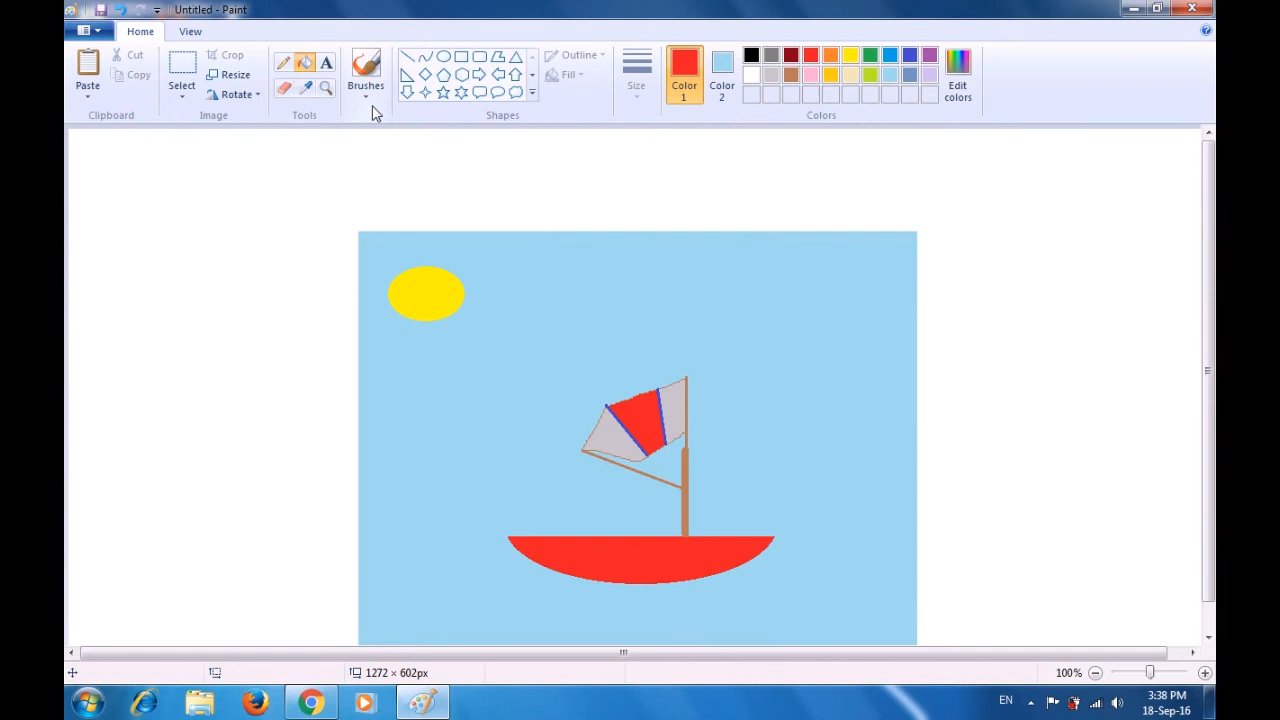 Untitled - Paint
Home View
Paste
Cut
Copy
Clipboard
Select
Crop
Resize
Rotate
Image
Tools
Brushes
Shapes
Outline
Fill
Size
Color 1
Color 2
Edit colors
Colors
1272 × 602px
100%
EN
3:38 PM
18-Sep-16